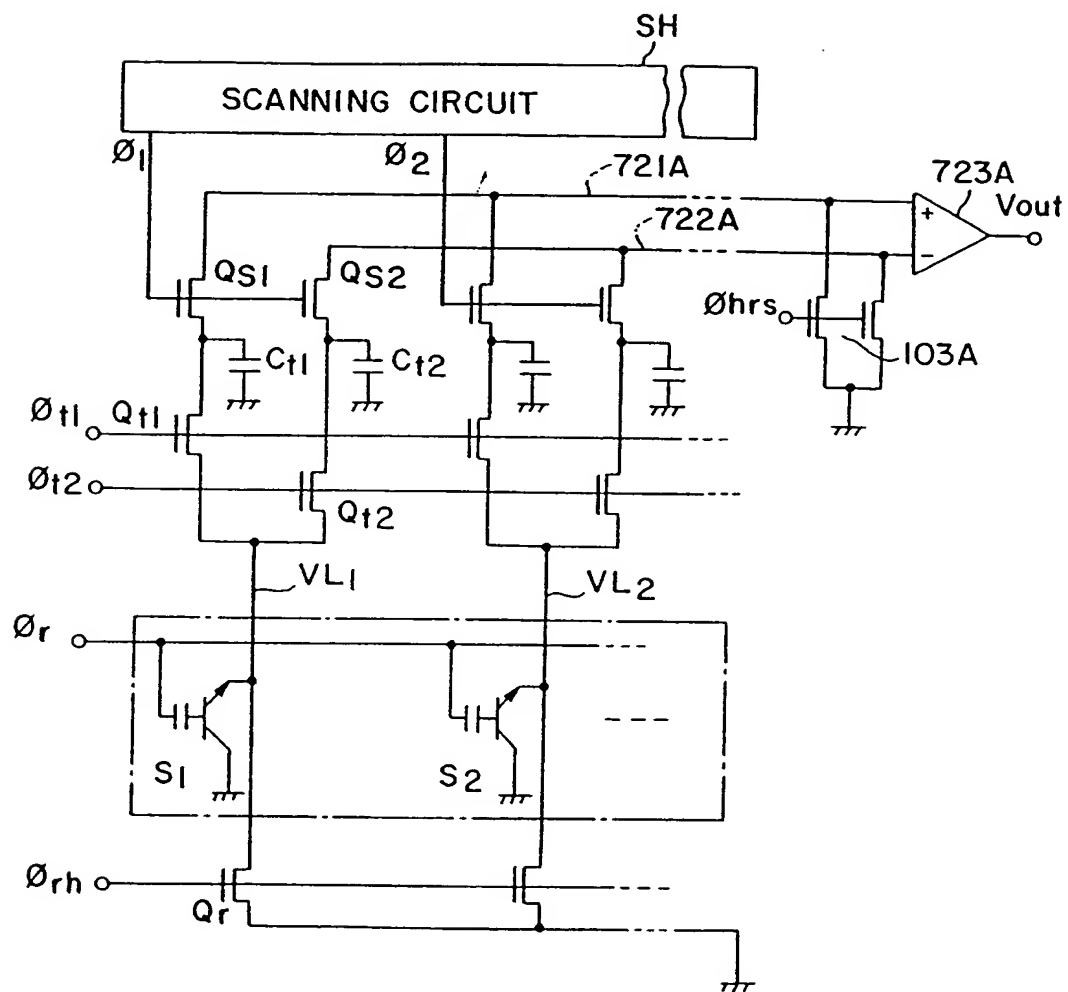 SH
SCANNING CIRCUIT
Ø1
Ø2
721A
723A
Vout
722A
+
−
QS1
QS2
Øhrs
103A
Ct1
Ct2
Øt1
Qt1
Øt2
Qt2
VL1
VL2
Ør
S1
S2
Ørh
Qr